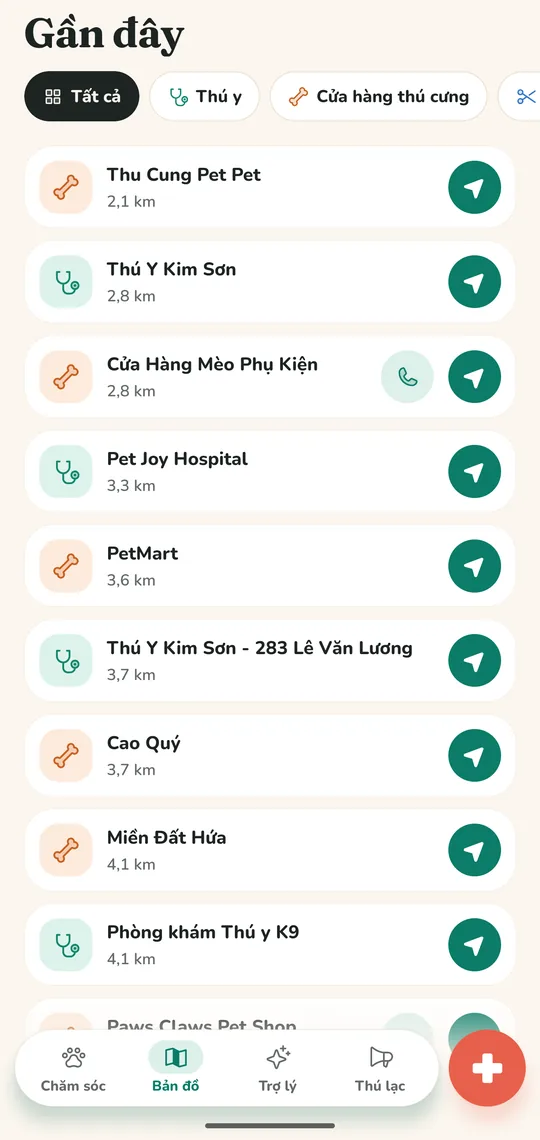 Gần đây
Tất cả
Thú y
Cửa hàng thú cưng
Thu Cung Pet Pet
2,1 km
Thú Y Kim Sơn
2,8 km
Cửa Hàng Mèo Phụ Kiện
2,8 km
Pet Joy Hospital
3,3 km
PetMart
3,6 km
Thú Y Kim Sơn - 283 Lê Văn Lương
3,7 km
Cao Quý
3,7 km
Miền Đất Hứa
4,1 km
Phòng khám Thú y K9
4,1 km
Paws Claws Pet Shop
Chăm sóc
Bản đồ
Trợ lý
Thú lạc